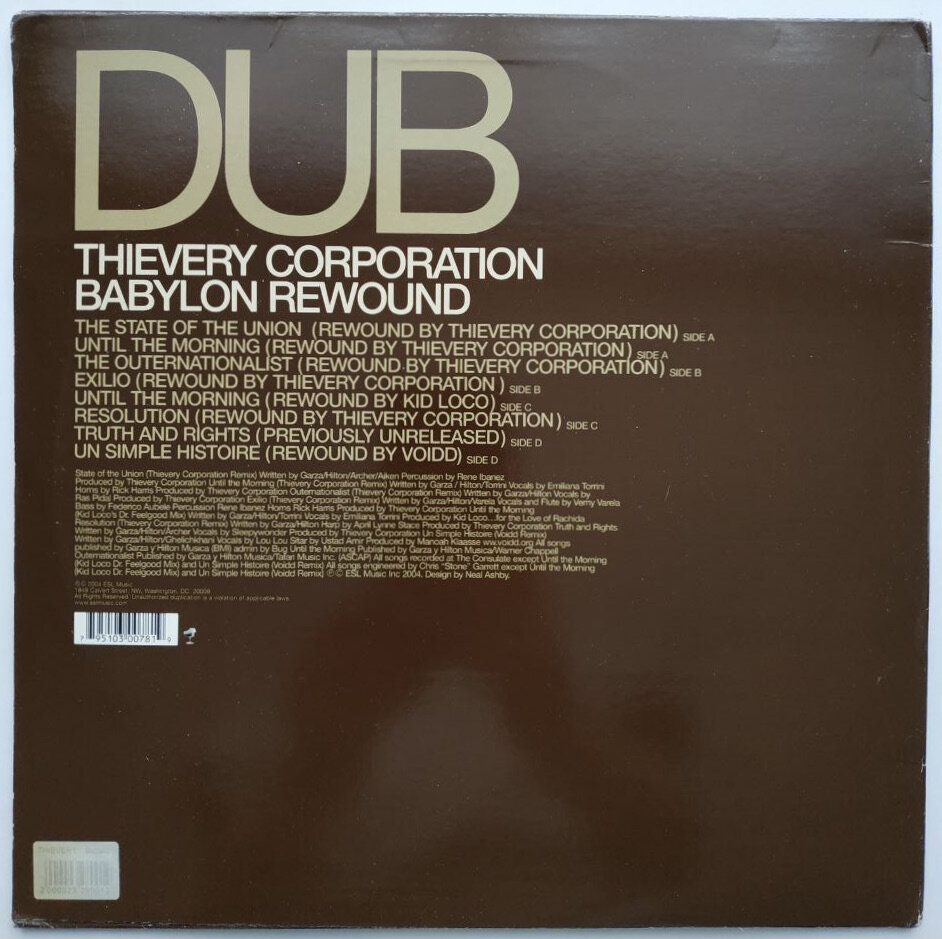 DUB
THIEVERY CORPORATION
BABYLON REWOUND
THE STATE OF THE UNION (REWOUND BY THIEVERY CORPORATION) SIDE A
UNTIL THE MORNING (REWOUND BY THIEVERY CORPORATION) SIDE A
THE OUTERNATIONALIST (REWOUND BY THIEVERY CORPORATION) SIDE B
EXILIO (REWOUND BY THIEVERY CORPORATION ) SIDE B
UNTIL THE MORNING (REWOUND BY KID LOCO) SIDE C
RESOLUTION (REWOUND BY THIEVERY CORPORATION) SIDE C
TRUTH AND RIGHTS (PREVIOUSLY UNRELEASED) SIDE D
UN SIMPLE HISTOIRE (REWOUND BY VOIDD) SIDE D
State of the Union (Thievery Corporation Remix) Written by Garza/Hilton/Archer/Aiken Percussion by Rene Ibanez
Produced by Thievery Corporation Until the Morning (Thievery Corporation Remix) Written by Garza / Hilton/Torrini Vocals by Emiliana Torrini
Horns by Rick Harris Produced by Thievery Corporation Outernationalist (Thievery Corporation Remix) Written by Garza/Hilton Vocals by
Ras Pidal Produced by Thievery Corporation Exilio (Thievery Corporation Remix) Written by Garza/Hilton/Varela Vocals and Flute by Verny Varela
Bass by Federico Aubele Percussion Rene Ibanez Horns Rick Harris Produced by Thievery Corporation Until the Morning
(Kid Loco's Dr. Feelgood Mix) Written by Garza/Hilton/Torrini Vocals by Emiliana Torrini Produced by Kid Loco...for the Love of Rachida
Resolution (Thievery Corporation Remix) Written by Garza/Hilton Harp by April Lynne Stace Produced by Thievery Corporation Truth and Rights
Written by Garza/Hilton/Archer Vocals by Sleepywonder Produced by Thievery Corporation Un Simple Histoire (Voidd Remix)
Written by Garza/Hilton/Ghelichkhani Vocals by Lou Lou Sitar by Ustad Amir Produced by Manoah Kaasse ww.voidd.org All songs
published by Garza y Hilton Musica (BMI) admin by Bug Until the Morning Published by Garza y Hilton Musica/Warner Chappell
Outernationalist Published by Garza y Hilton Musica/Tafari Music Inc. (ASCAP) All songs recorded at The Consulate except Until the Morning
(Kid Loco Dr. Feelgood Mix) and Un Simple Histoire (Voidd Remix) All songs engineered by Chris "Stone" Garrett except Until the Morning
(Kid Loco Dr. Feelgood Mix) and Un Simple Histoire (Voidd Remix) ℗ © ESL Music Inc 2004. Design by Neal Ashby.
℗ © 2004 ESL Music
1849 Calvert Street, NW, Washington, DC 20009
All Rights Reserved. Unauthorized duplication is a violation of applicable laws.
www.eslmusic.com
7 95103 00781 9
THIEVERY